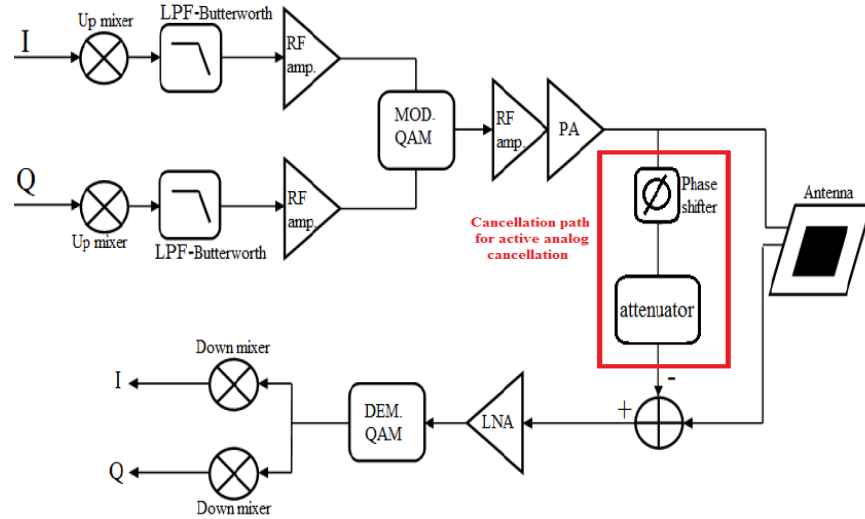 Up mixer
LPF-Butterworth
I
RF
amp.
MOD.
QAM
RF
amp.
PA
Q
Up mixer
LPF-Butterworth
RF
amp.
Phase
shifter
Antenna
Cancellation path
for active analog
cancellation
attenuator
-
+
Down mixer
I
DEM.
QAM
LNA
Q
Down mixer